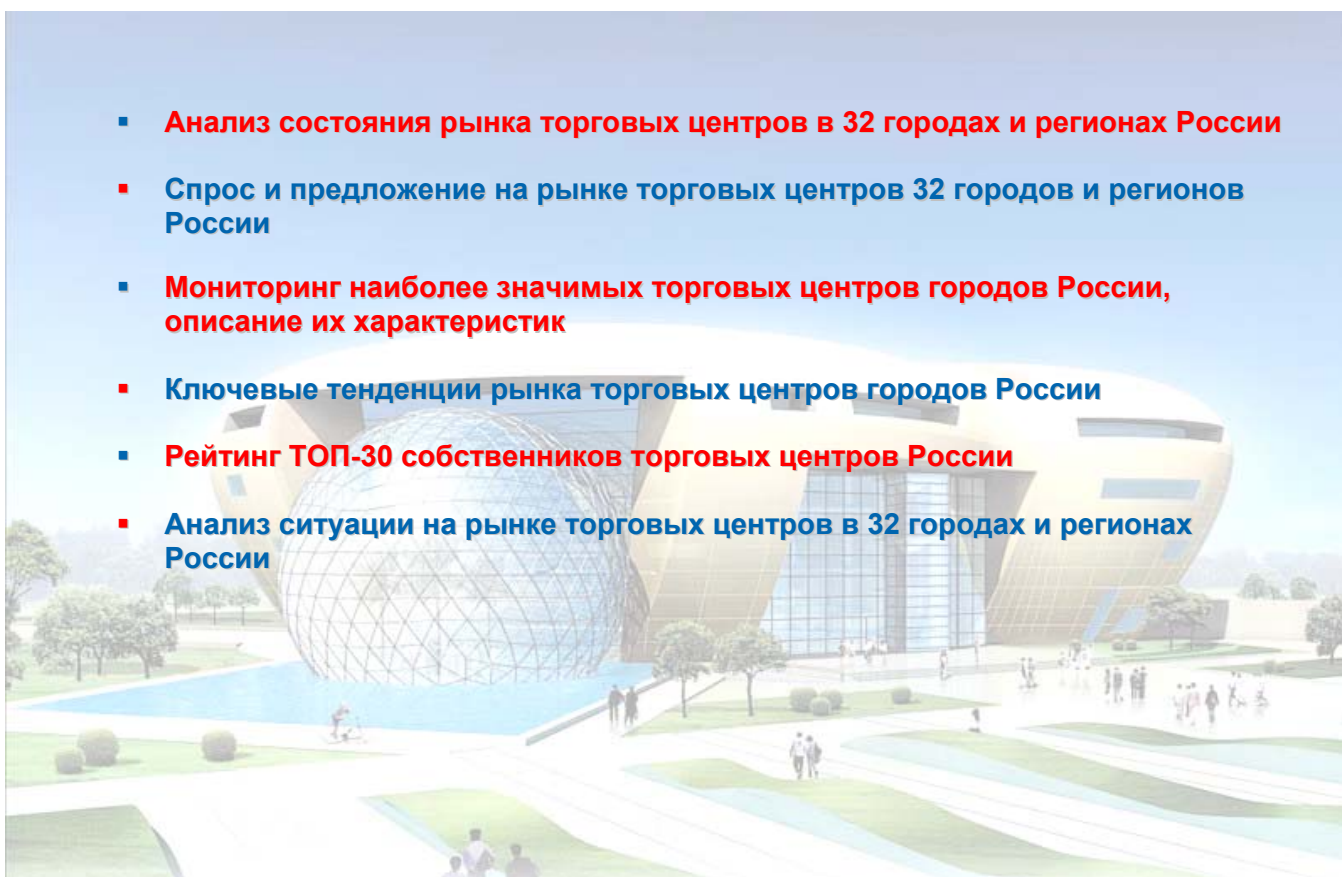 Анализ состояния рынка торговых центров в 32 городах и регионах России
Спрос и предложение на рынке торговых центров 32 городов и регионов
России
Мониторинг наиболее значимых торговых центров городов России,
описание их характеристик
Ключевые тенденции рынка торговых центров городов России
Рейтинг ТОП-30 собственников торговых центров России
Анализ ситуации на рынке торговых центров в 32 городах и регионах
России